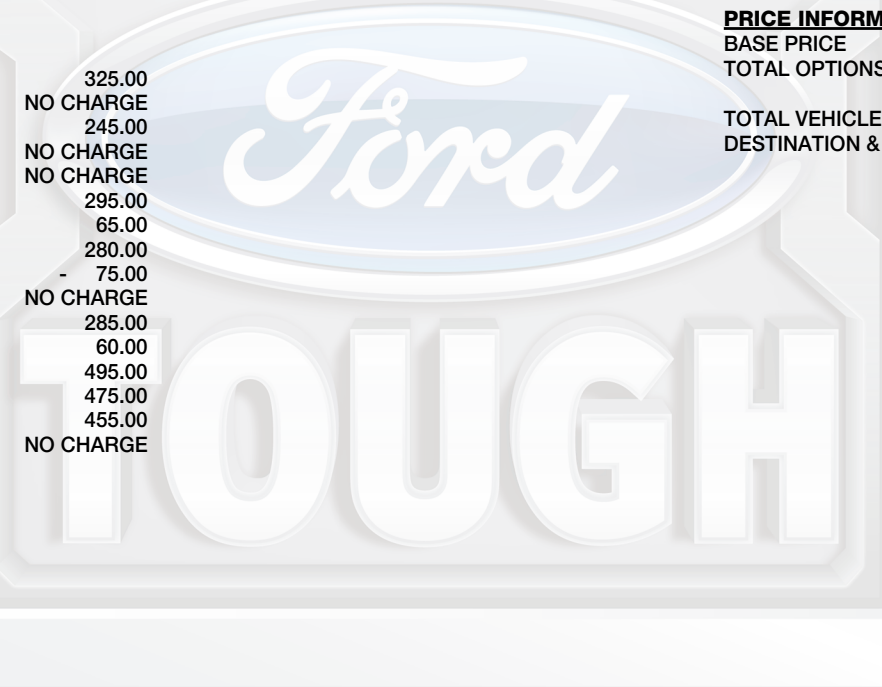 325.00
NO CHARGE
245.00
NO CHARGE
NO CHARGE
295.00
65.00
280.00
- 75.00
NO CHARGE
285.00
60.00
495.00
475.00
455.00
NO CHARGE
PRICE INFORM
BASE PRICE
TOTAL OPTIONS
TOTAL VEHICLE
DESTINATION &
Ford
TOUGH